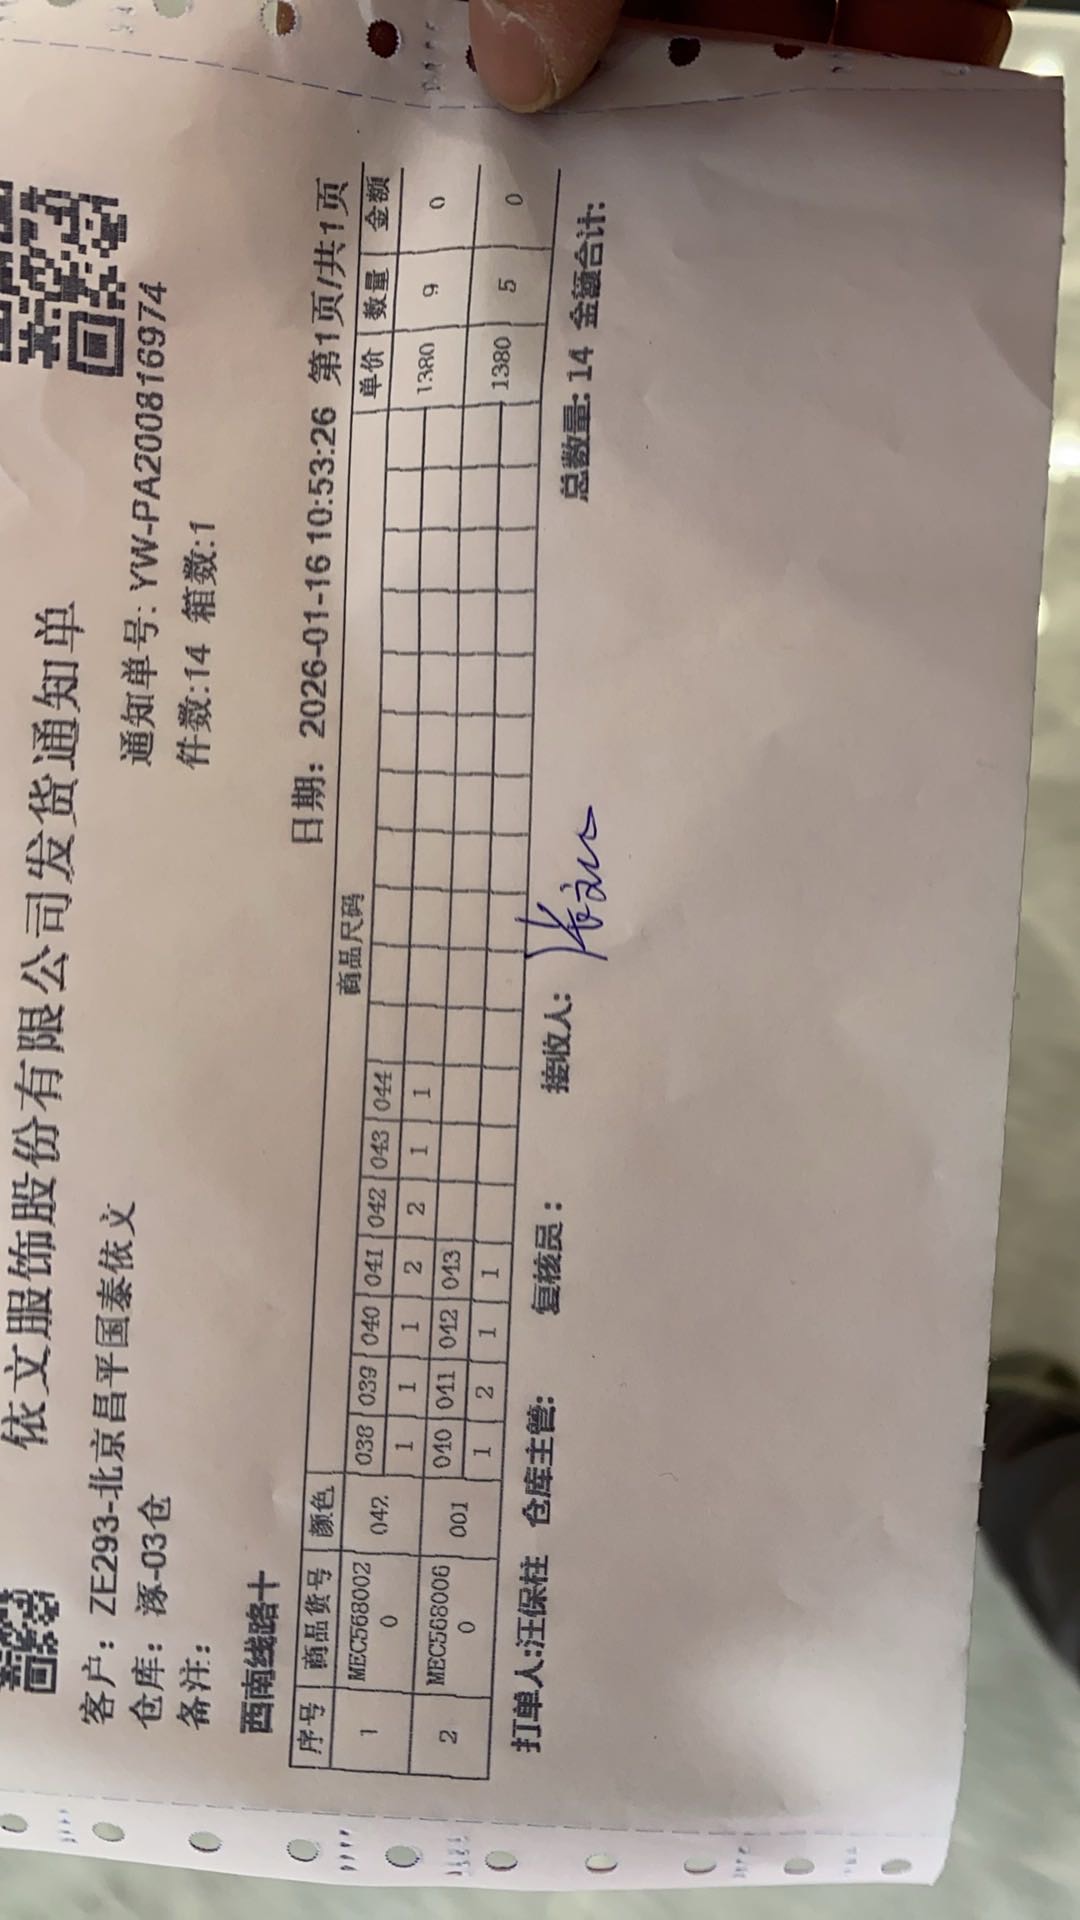 依文服饰股份有限公司发货通知单
客户：ZE293-北京昌平国泰依文 通知单号：YW-PA200816974
仓库：涿-03仓 件数:14 箱数:1
备注：
西南线路十 日期：2026-01-16 10:53:26 第1页/共1页
序号 商品货号 颜色 商品尺码 单价 数量 金额
038 039 040 041 042 043 044
1 MEC5680020 042 1 1 1 2 2 1 1 1380 9 0
040 041 042 043
2 MEC5680060 001 1 2 1 1 1380 5 0
打单人:汪保柱 仓库主管： 复核员： 接收人： 总数量: 14 金额合计: